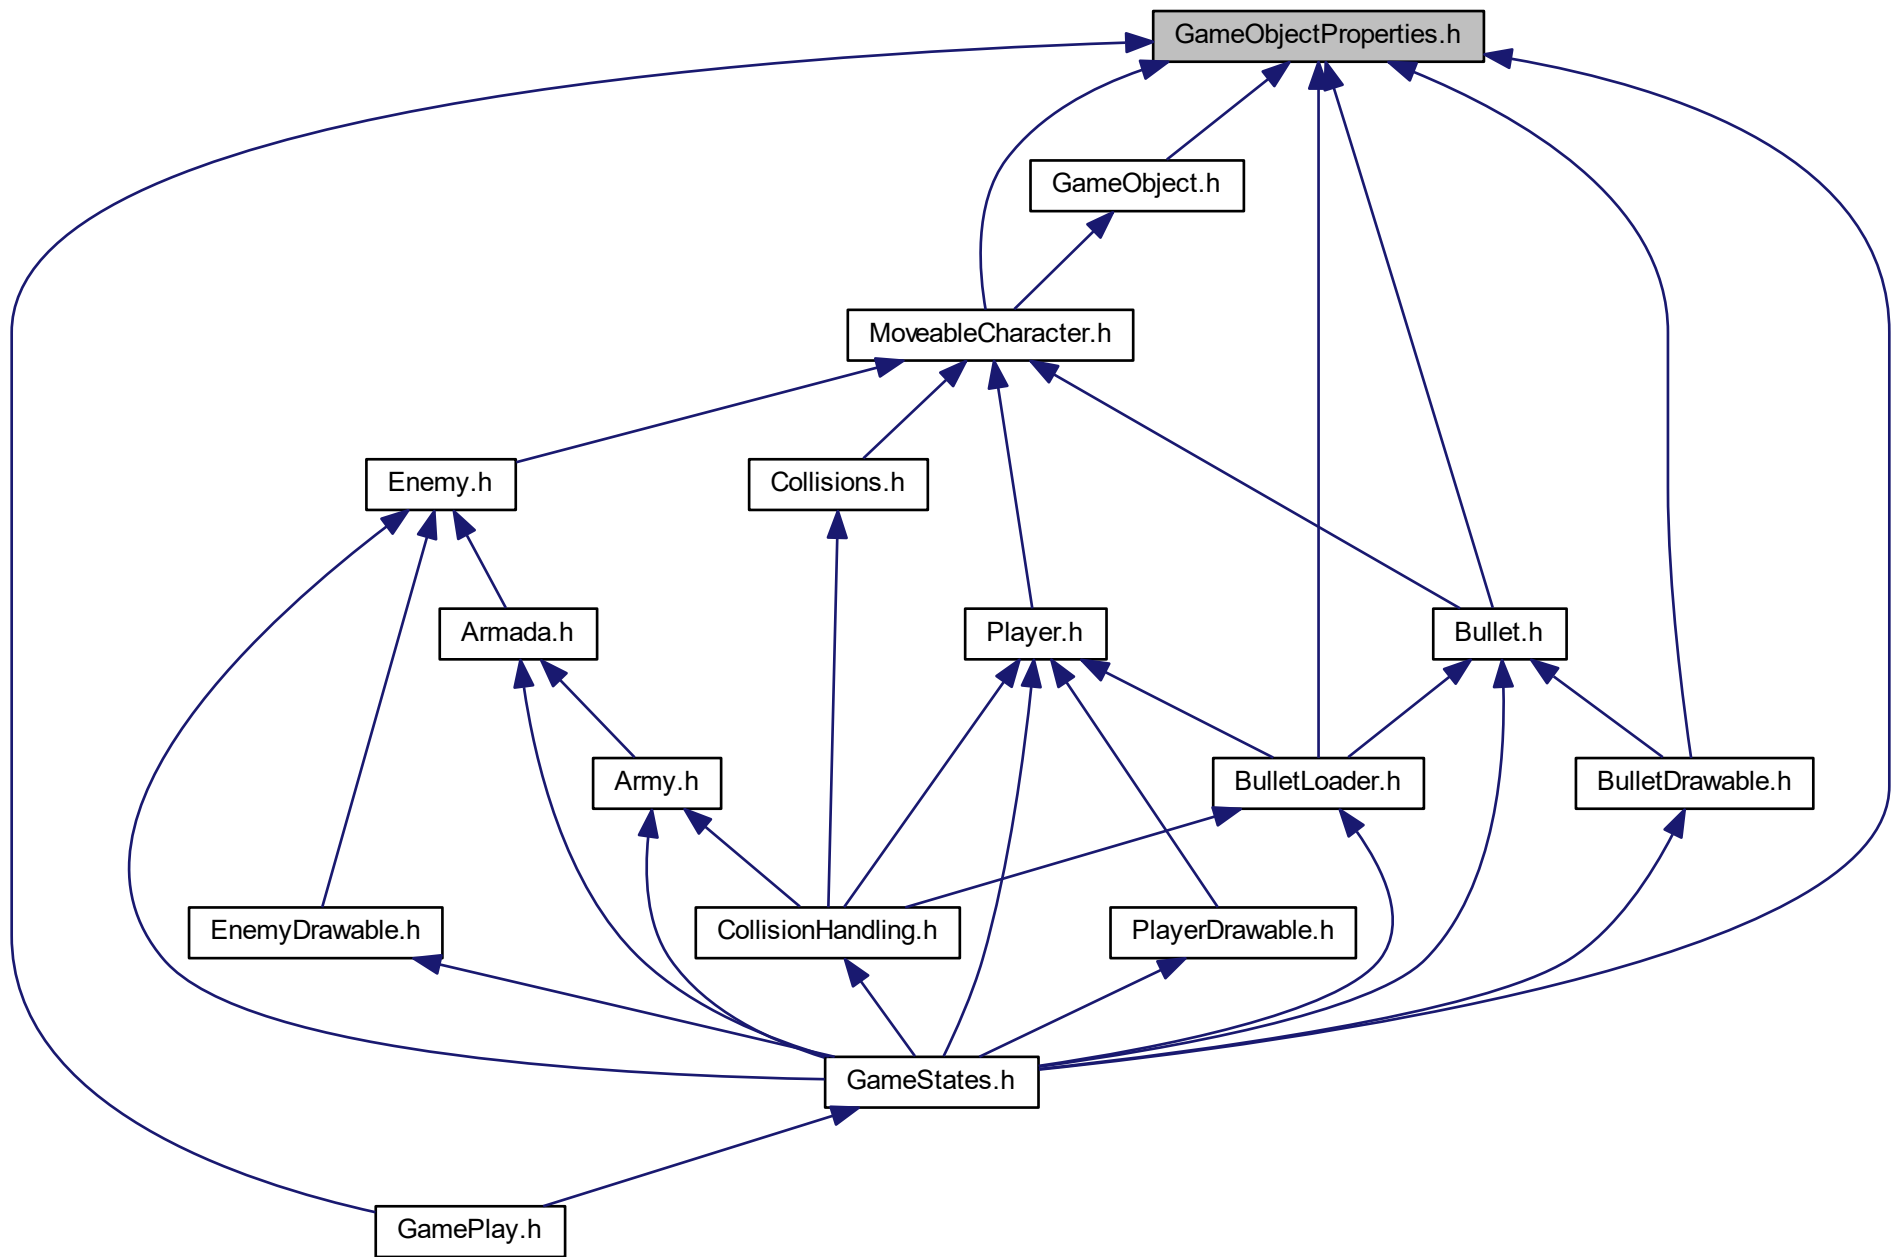 GameObjectProperties.h
GameObject.h
MoveableCharacter.h
Enemy.h
Collisions.h
Armada.h
Player.h
Bullet.h
Army.h
BulletLoader.h
BulletDrawable.h
EnemyDrawable.h
CollisionHandling.h
PlayerDrawable.h
GameStates.h
GamePlay.h